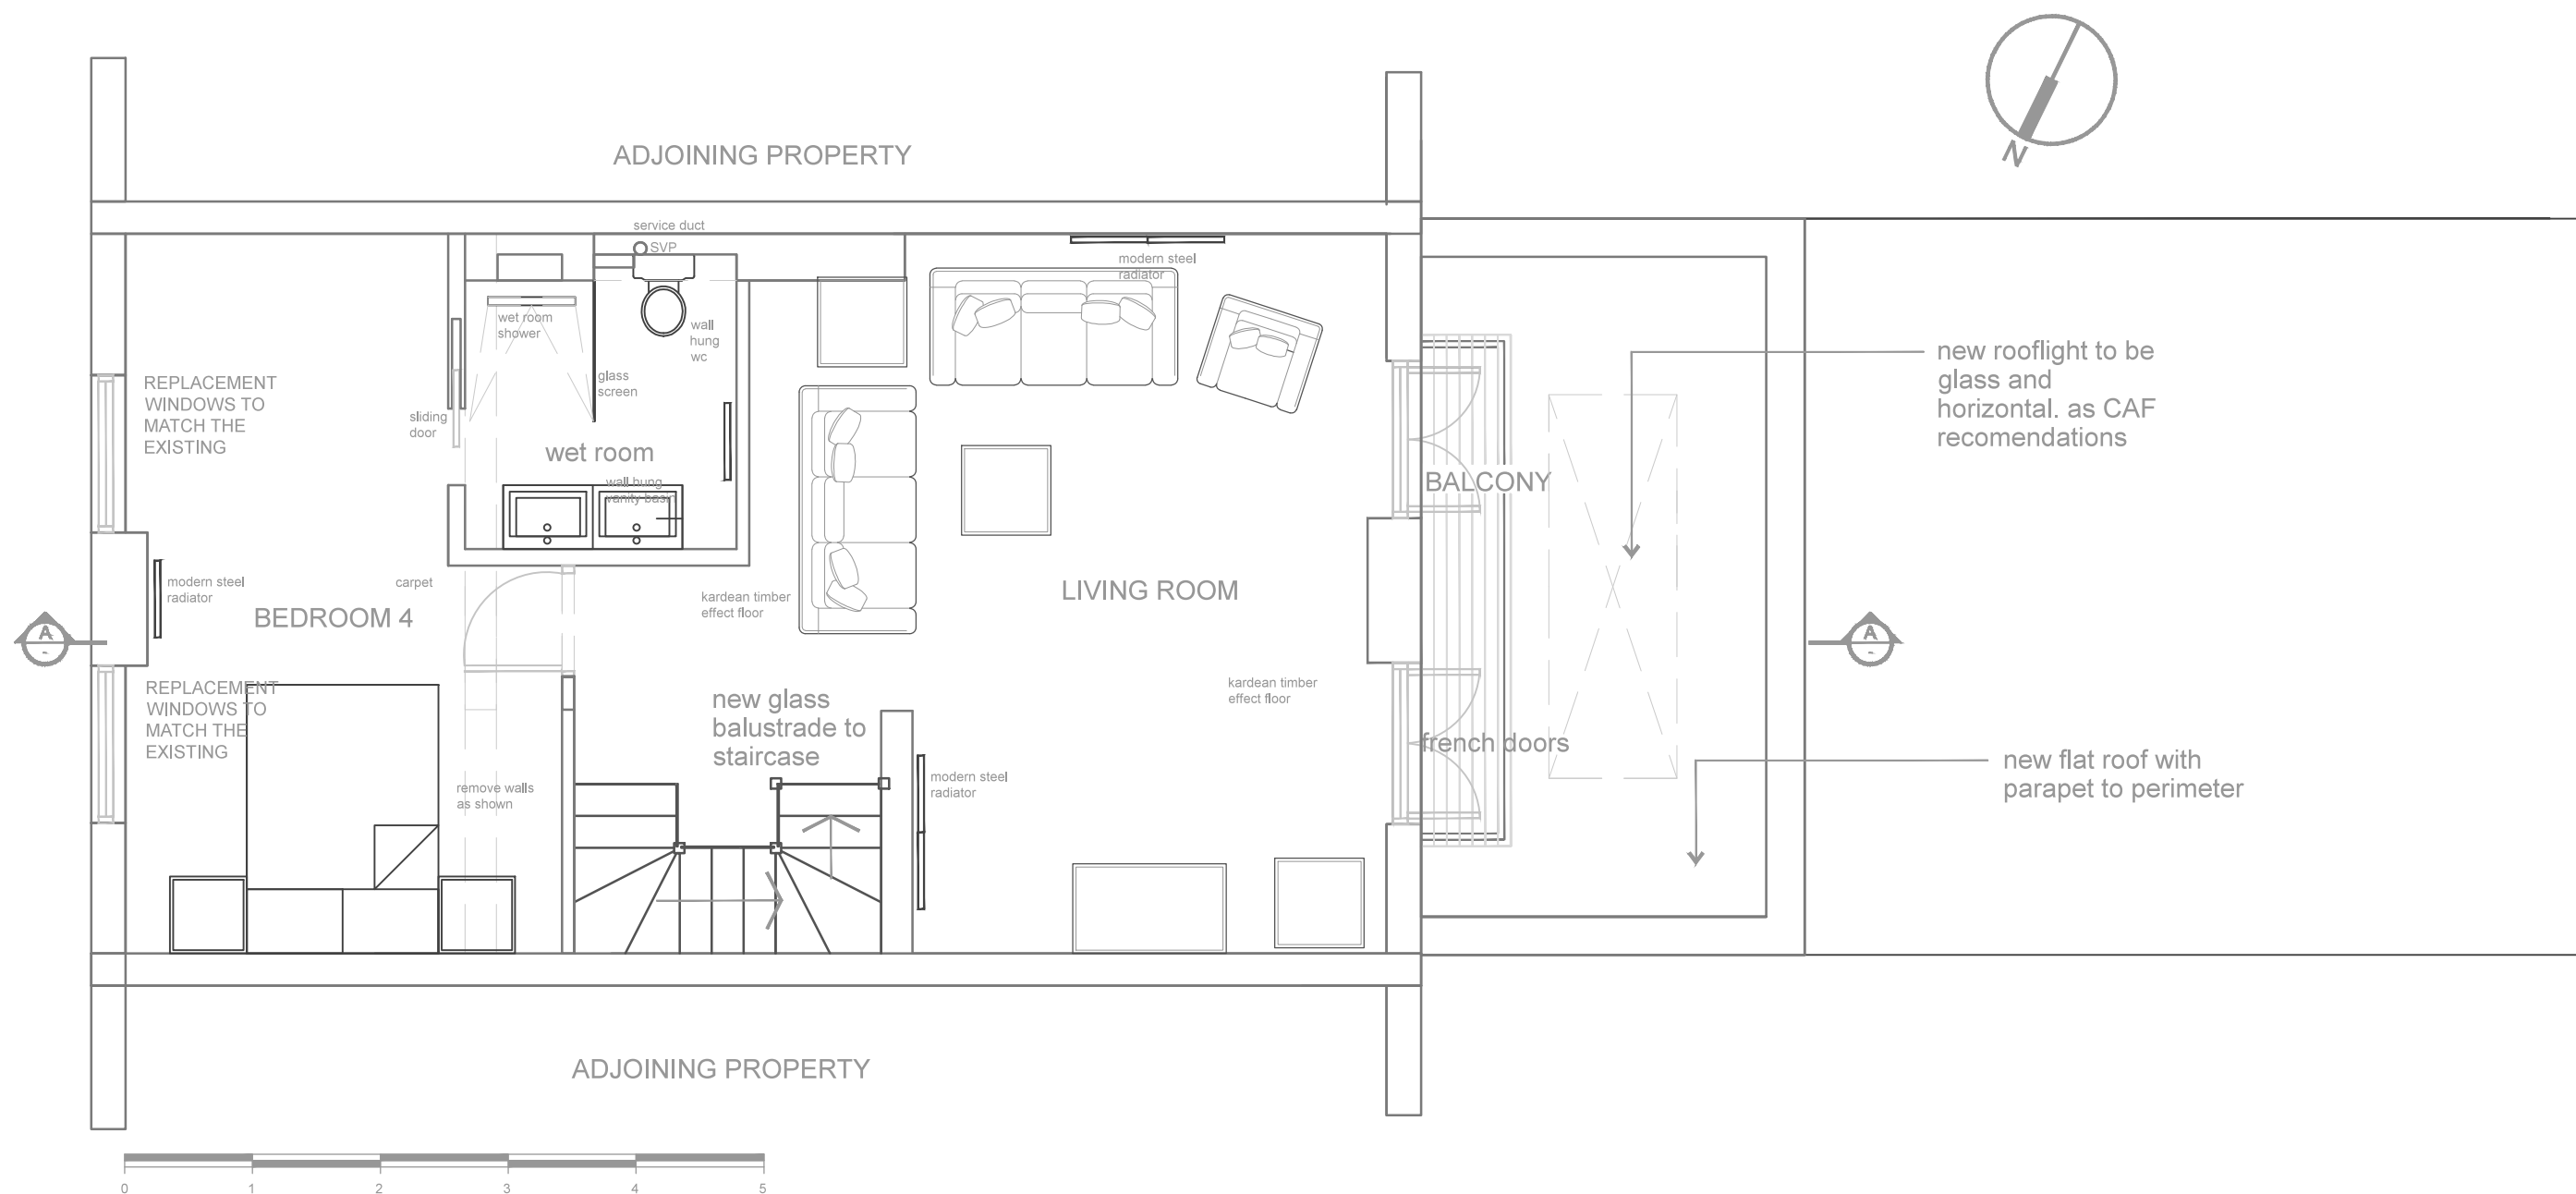 N
ADJOINING PROPERTY
service duct
SVP
modern steel
radiator
wet room
shower
wall
hung
wc
glass
screen
REPLACEMENT
WINDOWS TO
MATCH THE
EXISTING
sliding
door
wet room
wall hung
vanity basin
new rooflight to be
glass and
horizontal. as CAF
recomendations
BALCONY
modern steel
radiator
carpet
BEDROOM 4
kardean timber
effect floor
LIVING ROOM
A
-
A
-
REPLACEMENT
WINDOWS TO
MATCH THE
EXISTING
new glass
balustrade to
staircase
kardean timber
effect floor
french doors
new flat roof with
parapet to perimeter
remove walls
as shown
modern steel
radiator
ADJOINING PROPERTY
0 1 2 3 4 5